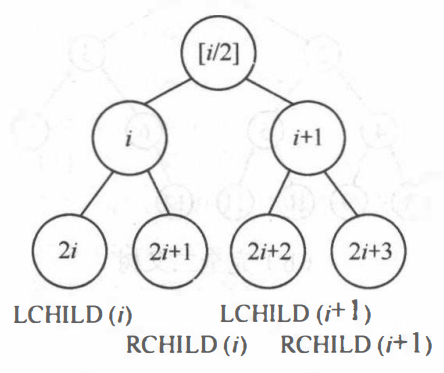 [i/2]
i
i+1
2i
2i+1
2i+2
2i+3
LCHILD (i)
LCHILD (i+1)
RCHILD (i)
RCHILD (i+1)